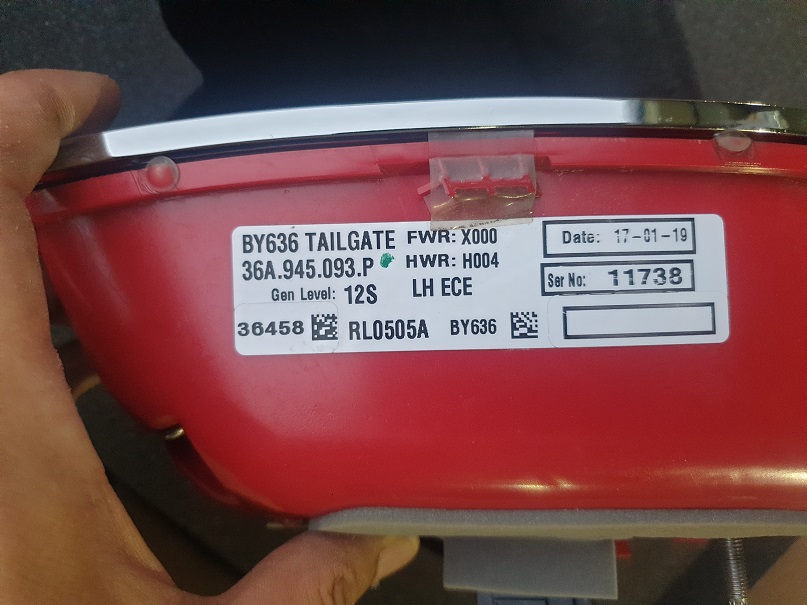 BY636 TAILGATE FWR: X000
36A.945.093.P HWR: H004
Gen Level: 12S LH ECE
36458 RL0505A BY636
Date: 17-01-19
Ser No: 11738